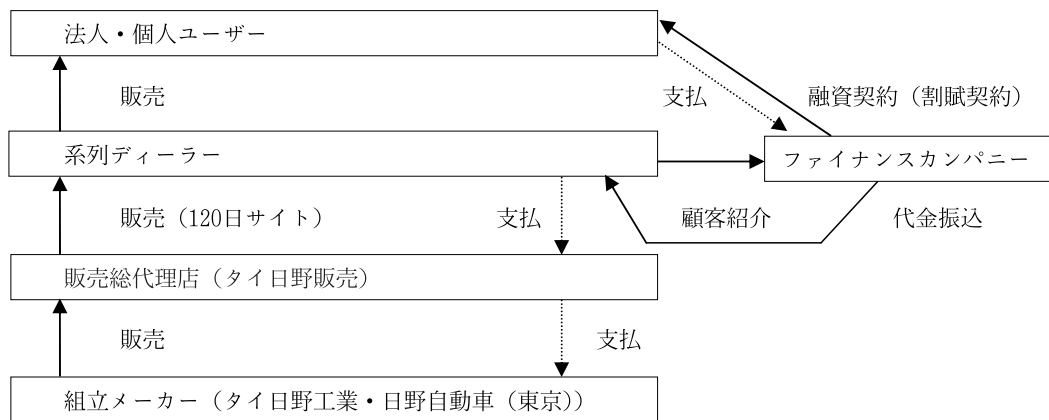 法人・個人ユーザー
販売
支払
融資契約（割賦契約）
系列ディーラー
ファイナンスカンパニー
販売（120日サイト）
支払
顧客紹介
代金振込
販売総代理店（タイ日野販売）
販売
支払
組立メーカー（タイ日野工業・日野自動車（東京））